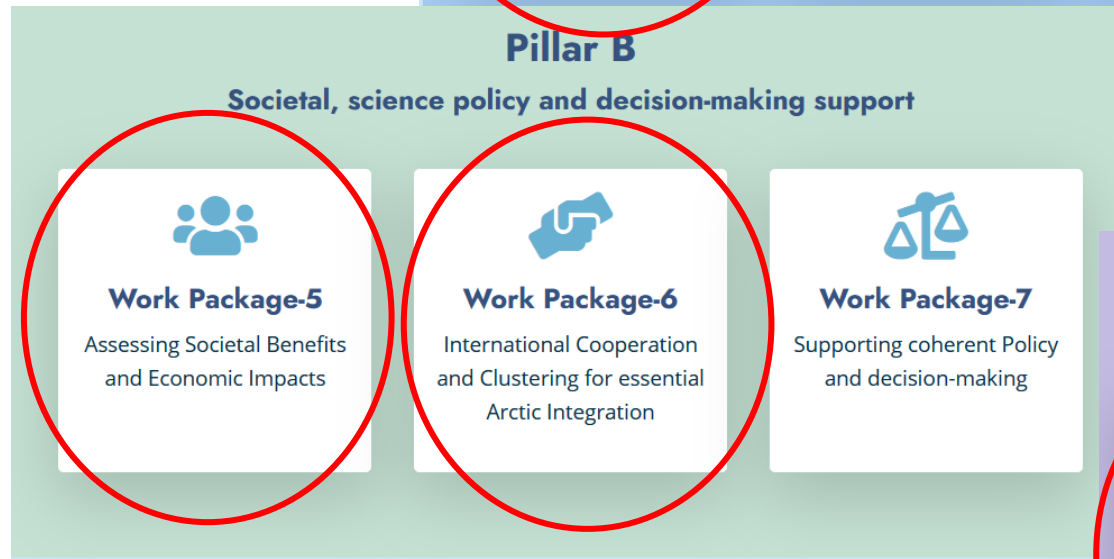 Pillar B
Societal, science policy and decision-making support
Work Package-5
Assessing Societal Benefits
and Economic Impacts
Work Package-6
International Cooperation
and Clustering for essential
Arctic Integration
Work Package-7
Supporting coherent Policy
and decision-making